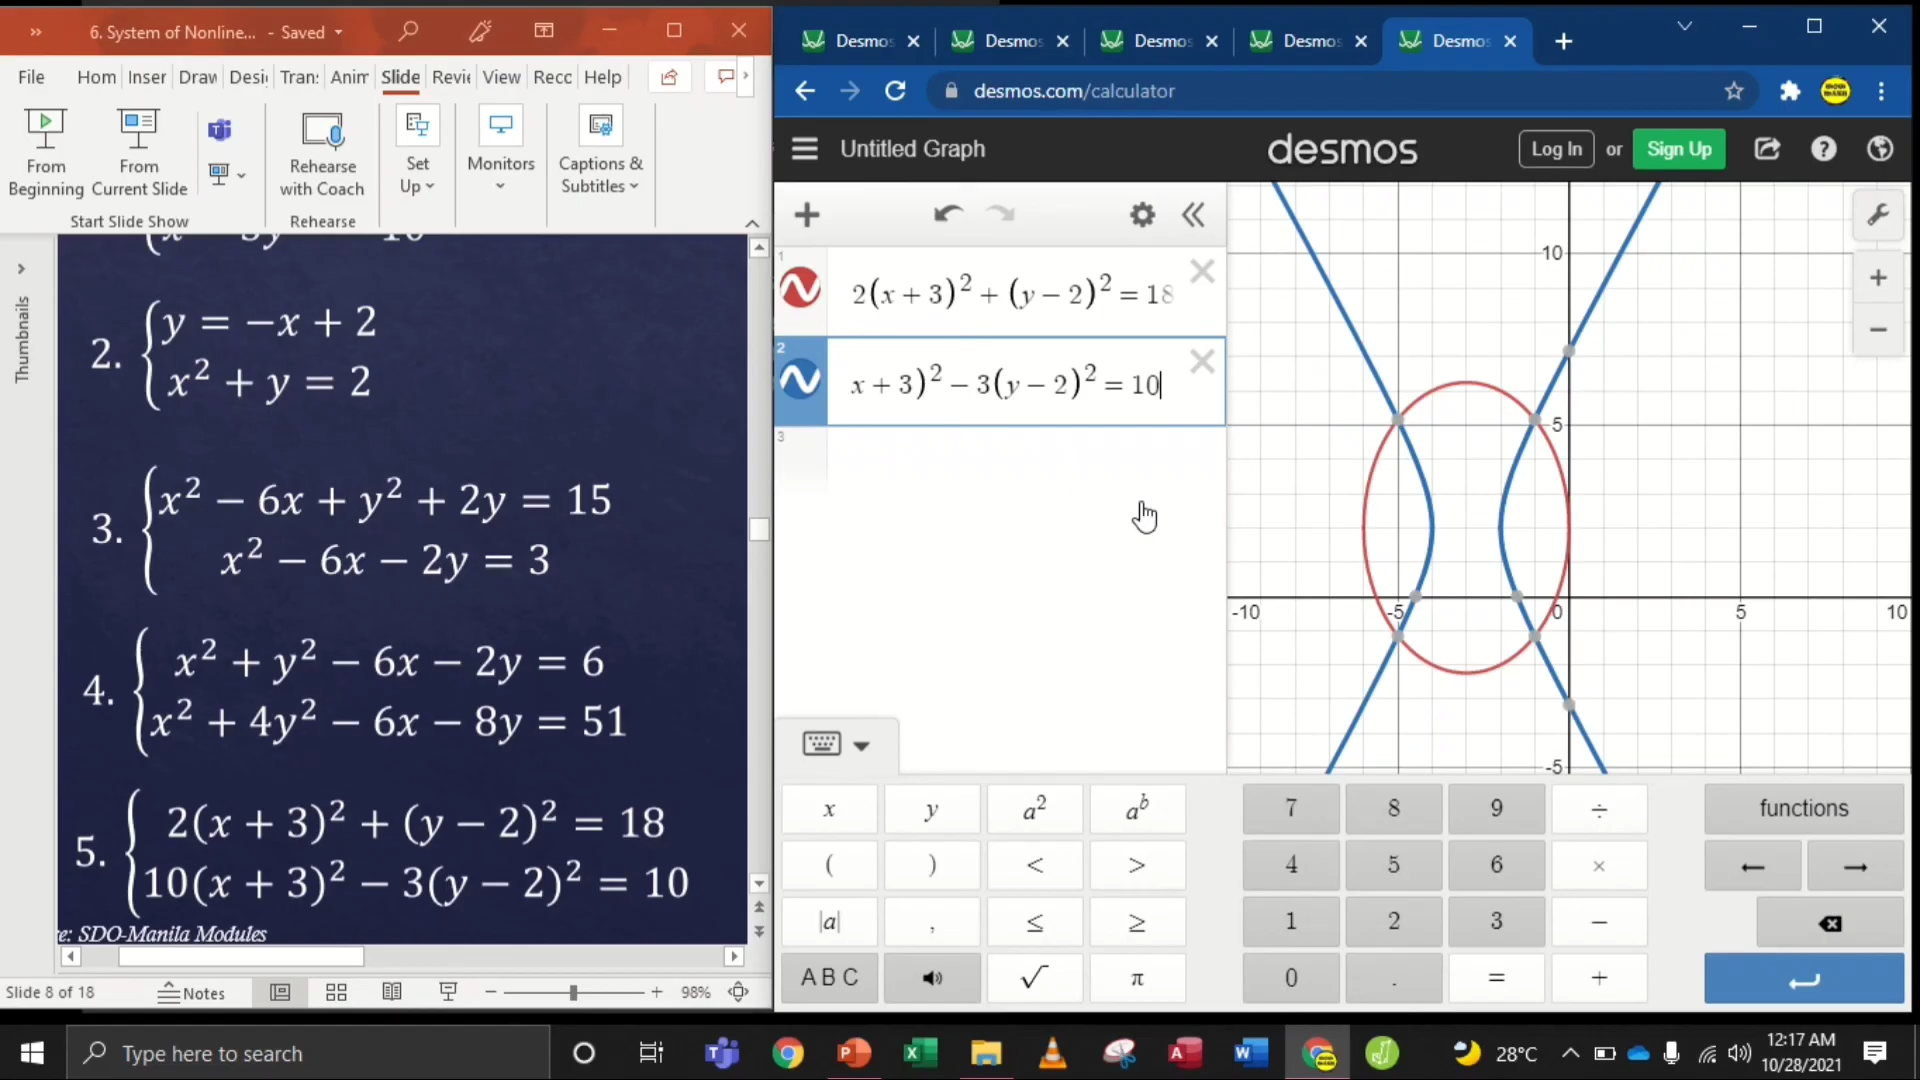 6. System of Nonline... - Saved
File Hom Inser Draw Desi Tran: Anim Slide Revie View Recc Help
From Beginning
From Current Slide
Rehearse with Coach
Set Up
Monitors
Captions & Subtitles
Start Slide Show
Rehearse
Thumbnails
2. {y = −x + 2
x² + y = 2
3. {x² − 6x + y² + 2y = 15
x² − 6x − 2y = 3
4. {x² + y² − 6x − 2y = 6
x² + 4y² − 6x − 8y = 51
5. {2(x + 3)² + (y − 2)² = 18
10(x + 3)² − 3(y − 2)² = 10
e: SDO-Manila Modules
Slide 8 of 18
Notes
98%
Desmos Desmos Desmos Desmos Desmos
desmos.com/calculator
Untitled Graph
desmos
Log In or Sign Up
1
2(x + 3)² + (y − 2)² = 18
2
x + 3)² − 3(y − 2)² = 10
3
10
5
-10 -5 0 5 10
-5
x y a² aᵇ 7 8 9 ÷ functions
( ) < > 4 5 6 × ← →
|a| , ≤ ≥ 1 2 3 −
A B C √ π 0 . = +
Type here to search
28°C
12:17 AM
10/28/2021